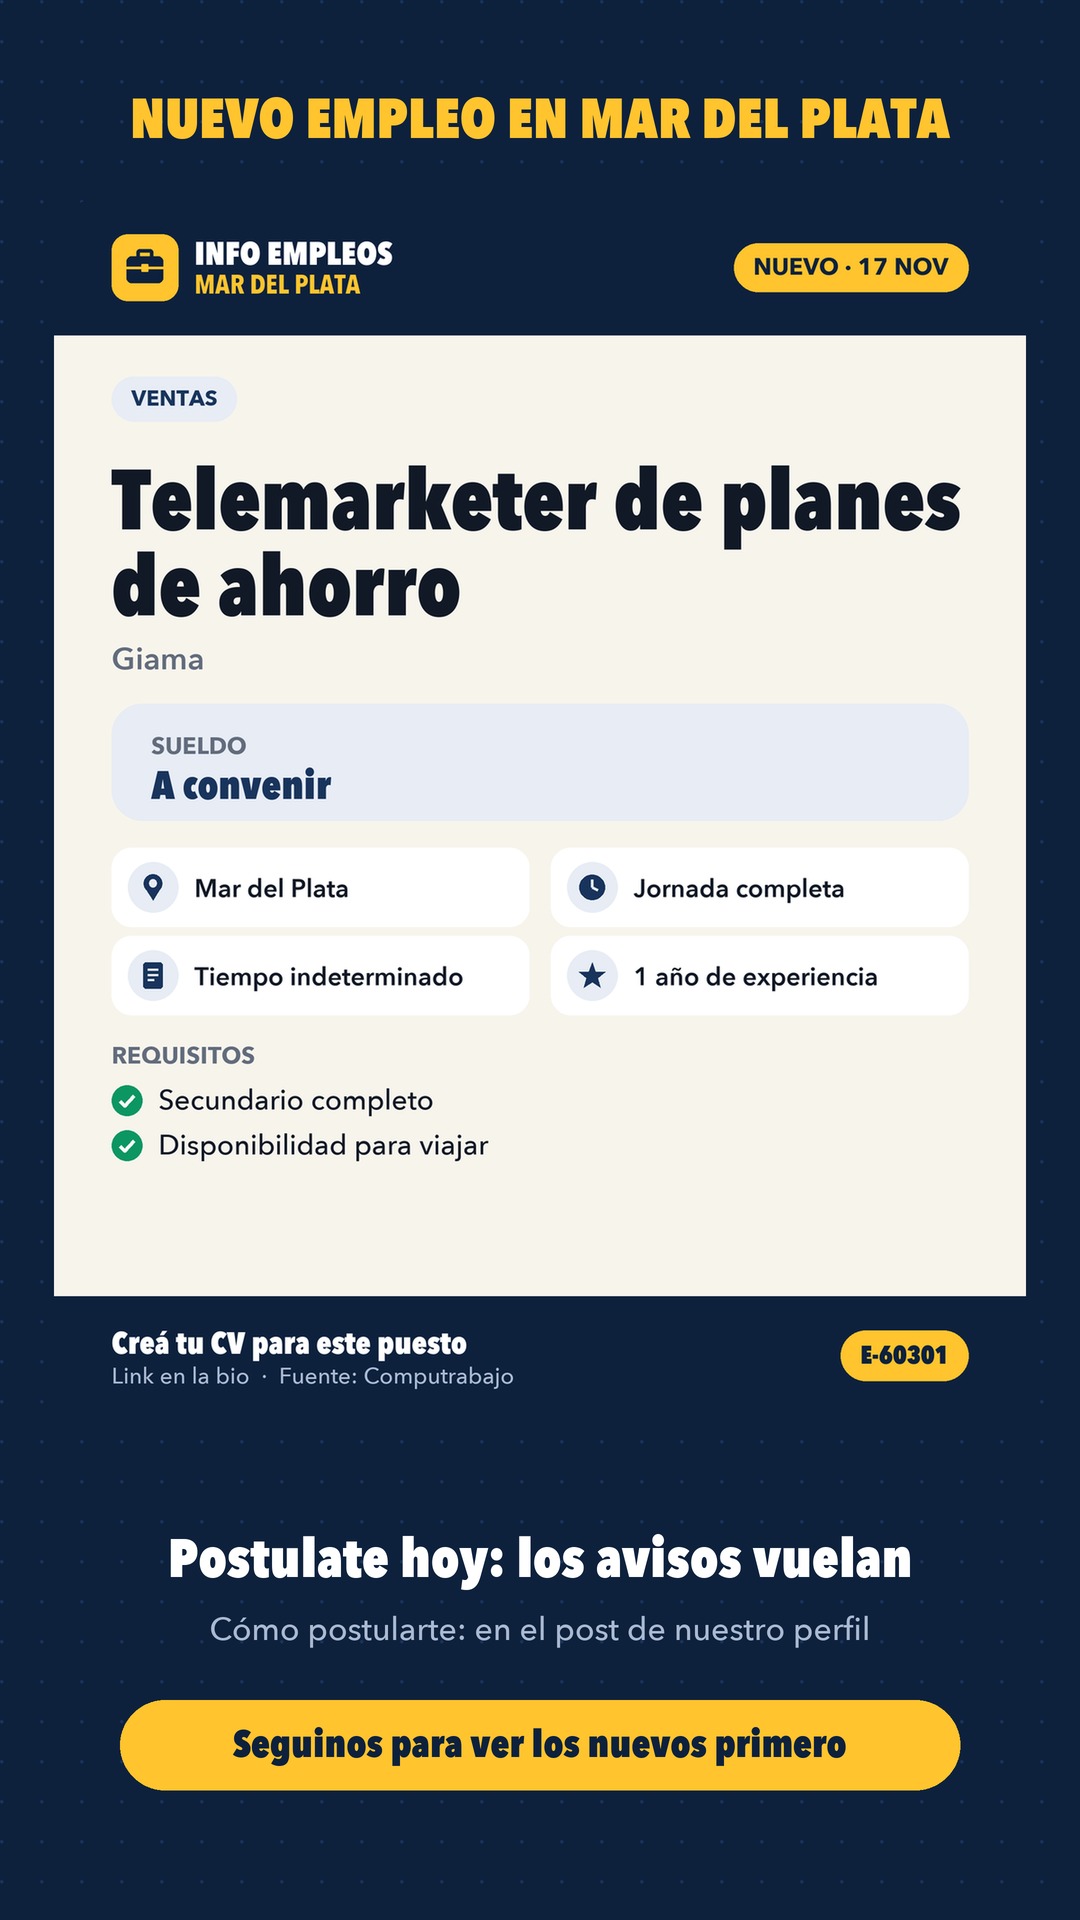 NUEVO EMPLEO EN MAR DEL PLATA
INFO EMPLEOS
MAR DEL PLATA
NUEVO · 17 NOV
VENTAS
Telemarketer de planes
de ahorro
Giama
SUELDO
A convenir
Mar del Plata
Jornada completa
Tiempo indeterminado
1 año de experiencia
REQUISITOS
Secundario completo
Disponibilidad para viajar
Creá tu CV para este puesto
Link en la bio · Fuente: Computrabajo
E-60301
Postulate hoy: los avisos vuelan
Cómo postularte: en el post de nuestro perfil
Seguinos para ver los nuevos primero